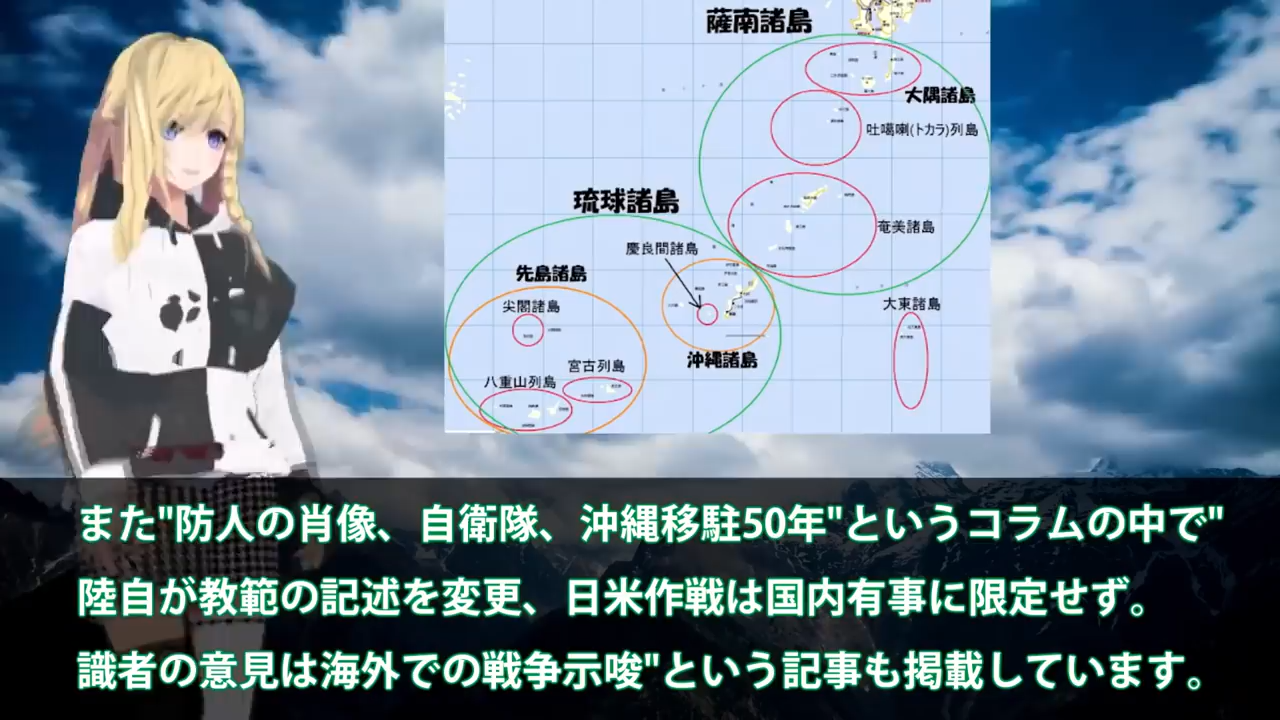 薩南諸島
大隅諸島
吐噶喇(トカラ)列島
琉球諸島
奄美諸島
慶良間諸島
先島諸島
尖閣諸島
大東諸島
沖縄諸島
宮古列島
八重山列島
また"防人の肖像、自衛隊、沖縄移駐50年"というコラムの中で"
陸自が教範の記述を変更、日米作戦は国内有事に限定せず。
識者の意見は海外での戦争示唆"という記事も掲載しています。